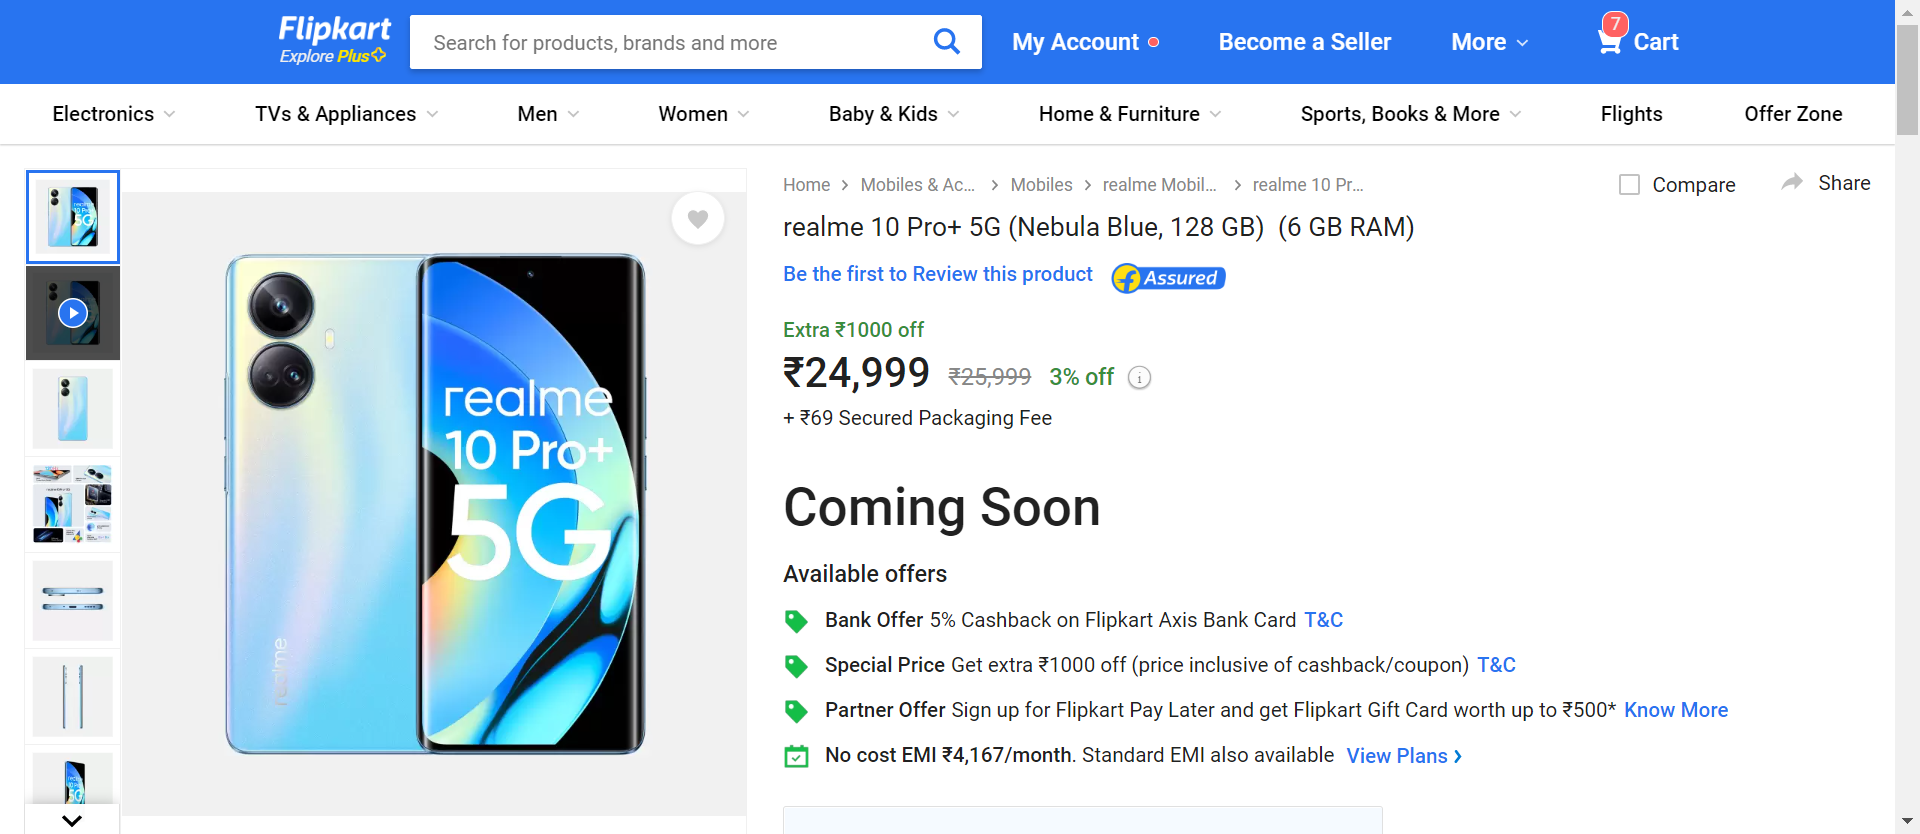 Flipkart
Explore Plus
Search for products, brands and more
My Account
Become a Seller
More
7
Cart
Electronics
TVs & Appliances
Men
Women
Baby & Kids
Home & Furniture
Sports, Books & More
Flights
Offer Zone
Home
Mobiles & Ac...
Mobiles
realme Mobil...
realme 10 Pr...
Compare
Share
realme 10 Pro+ 5G (Nebula Blue, 128 GB) (6 GB RAM)
Be the first to Review this product
Assured
Extra ₹1000 off
₹24,999 ₹25,999 3% off
+ ₹69 Secured Packaging Fee
Coming Soon
Available offers
Bank Offer 5% Cashback on Flipkart Axis Bank Card T&C
Special Price Get extra ₹1000 off (price inclusive of cashback/coupon) T&C
Partner Offer Sign up for Flipkart Pay Later and get Flipkart Gift Card worth up to ₹500* Know More
No cost EMI ₹4,167/month. Standard EMI also available View Plans
realme
10 Pro+
5G
realme